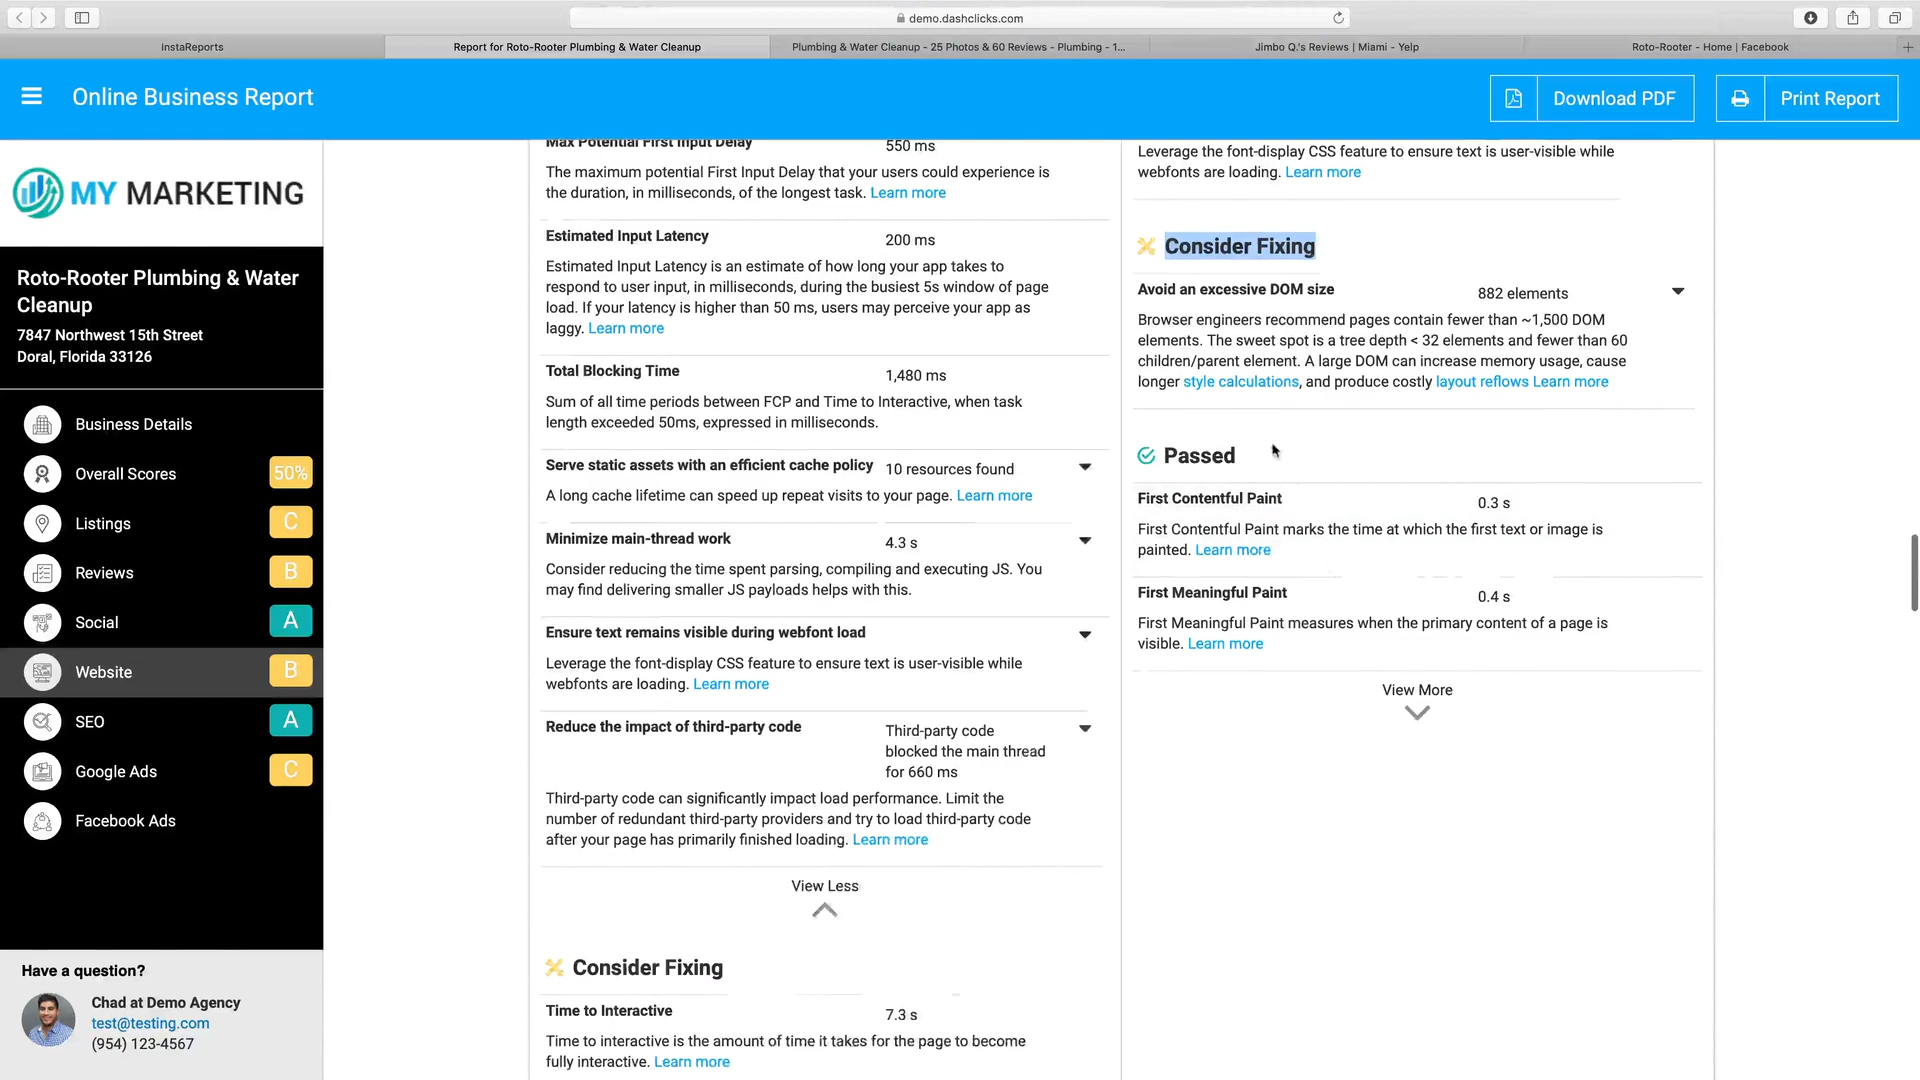 demo.dashclicks.com
InstaReports
Report for Roto-Rooter Plumbing & Water Cleanup
Plumbing & Water Cleanup - 25 Photos & 60 Reviews - Plumbing - 1...
Jimbo Q.'s Reviews | Miami - Yelp
Roto-Rooter - Home | Facebook
Online Business Report
Download PDF
Print Report
MY MARKETING
Roto-Rooter Plumbing & Water
Cleanup
7847 Northwest 15th Street
Doral, Florida 33126
Business Details
Overall Scores 50%
Listings C
Reviews B
Social A
Website B
SEO A
Google Ads C
Facebook Ads
Have a question?
Chad at Demo Agency
test@testing.com
(954) 123-4567
Max Potential First Input Delay 550 ms
The maximum potential First Input Delay that your users could experience is
the duration, in milliseconds, of the longest task. Learn more
Estimated Input Latency 200 ms
Estimated Input Latency is an estimate of how long your app takes to
respond to user input, in milliseconds, during the busiest 5s window of page
load. If your latency is higher than 50 ms, users may perceive your app as
laggy. Learn more
Total Blocking Time 1,480 ms
Sum of all time periods between FCP and Time to Interactive, when task
length exceeded 50ms, expressed in milliseconds.
Serve static assets with an efficient cache policy 10 resources found
A long cache lifetime can speed up repeat visits to your page. Learn more
Minimize main-thread work 4.3 s
Consider reducing the time spent parsing, compiling and executing JS. You
may find delivering smaller JS payloads helps with this.
Ensure text remains visible during webfont load
Leverage the font-display CSS feature to ensure text is user-visible while
webfonts are loading. Learn more
Reduce the impact of third-party code Third-party code
blocked the main thread
for 660 ms
Third-party code can significantly impact load performance. Limit the
number of redundant third-party providers and try to load third-party code
after your page has primarily finished loading. Learn more
View Less
Consider Fixing
Time to Interactive 7.3 s
Time to interactive is the amount of time it takes for the page to become
fully interactive. Learn more
Leverage the font-display CSS feature to ensure text is user-visible while
webfonts are loading. Learn more
Consider Fixing
Avoid an excessive DOM size 882 elements
Browser engineers recommend pages contain fewer than ~1,500 DOM
elements. The sweet spot is a tree depth < 32 elements and fewer than 60
children/parent element. A large DOM can increase memory usage, cause
longer style calculations, and produce costly layout reflows Learn more
Passed
First Contentful Paint 0.3 s
First Contentful Paint marks the time at which the first text or image is
painted. Learn more
First Meaningful Paint 0.4 s
First Meaningful Paint measures when the primary content of a page is
visible. Learn more
View More